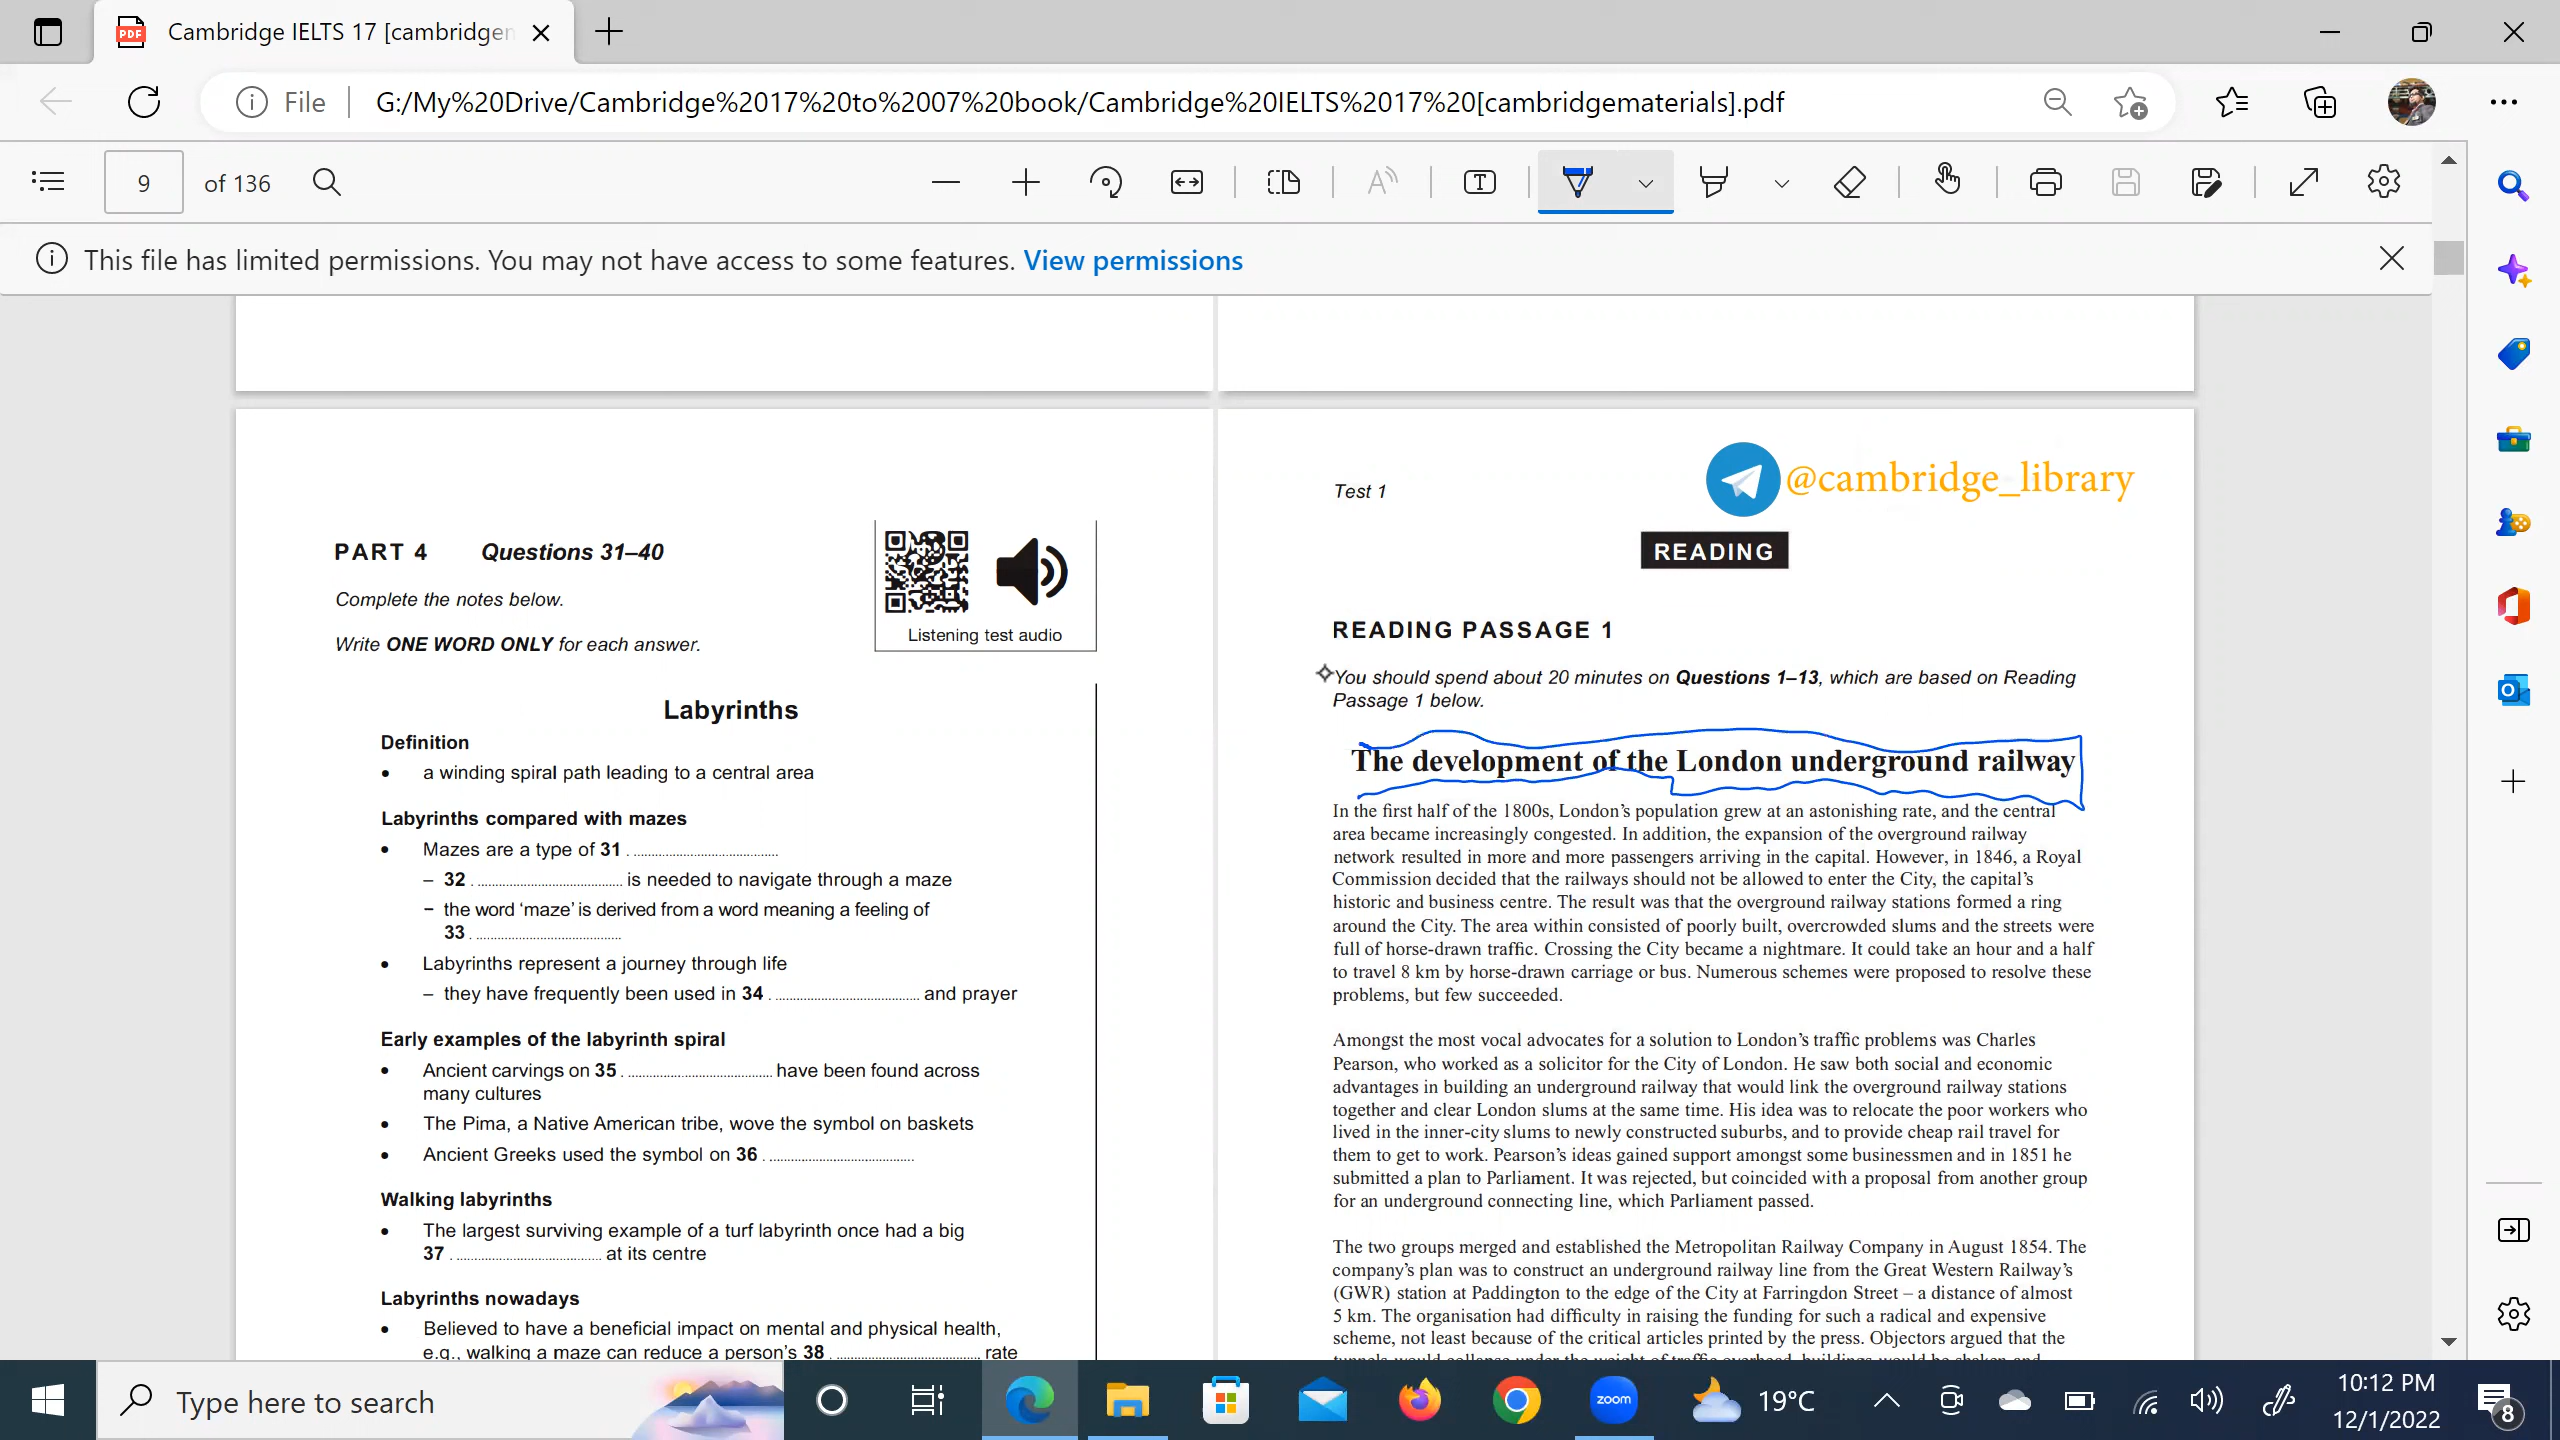 Cambridge IELTS 17 [cambridgen
File
G:/My%20Drive/Cambridge%2017%20to%2007%20book/Cambridge%20IELTS%2017%20[cambridgematerials].pdf
9 of 136
This file has limited permissions. You may not have access to some features. View permissions
PART 4 Questions 31–40
Complete the notes below.
Write ONE WORD ONLY for each answer.
Listening test audio
Labyrinths
Definition
• a winding spiral path leading to a central area
Labyrinths compared with mazes
• Mazes are a type of 31 ........................................
– 32 ........................................ is needed to navigate through a maze
– the word ‘maze’ is derived from a word meaning a feeling of
33 ........................................
• Labyrinths represent a journey through life
– they have frequently been used in 34 ........................................ and prayer
Early examples of the labyrinth spiral
• Ancient carvings on 35 ........................................ have been found across
many cultures
• The Pima, a Native American tribe, wove the symbol on baskets
• Ancient Greeks used the symbol on 36 ........................................
Walking labyrinths
• The largest surviving example of a turf labyrinth once had a big
37 ........................................ at its centre
Labyrinths nowadays
• Believed to have a beneficial impact on mental and physical health,
e.g., walking a maze can reduce a person’s 38 ........................................ rate
Test 1
@cambridge_library
READING
READING PASSAGE 1
You should spend about 20 minutes on Questions 1–13, which are based on Reading
Passage 1 below.
The development of the London underground railway
In the first half of the 1800s, London’s population grew at an astonishing rate, and the central
area became increasingly congested. In addition, the expansion of the overground railway
network resulted in more and more passengers arriving in the capital. However, in 1846, a Royal
Commission decided that the railways should not be allowed to enter the City, the capital’s
historic and business centre. The result was that the overground railway stations formed a ring
around the City. The area within consisted of poorly built, overcrowded slums and the streets were
full of horse-drawn traffic. Crossing the City became a nightmare. It could take an hour and a half
to travel 8 km by horse-drawn carriage or bus. Numerous schemes were proposed to resolve these
problems, but few succeeded.
Amongst the most vocal advocates for a solution to London’s traffic problems was Charles
Pearson, who worked as a solicitor for the City of London. He saw both social and economic
advantages in building an underground railway that would link the overground railway stations
together and clear London slums at the same time. His idea was to relocate the poor workers who
lived in the inner-city slums to newly constructed suburbs, and to provide cheap rail travel for
them to get to work. Pearson’s ideas gained support amongst some businessmen and in 1851 he
submitted a plan to Parliament. It was rejected, but coincided with a proposal from another group
for an underground connecting line, which Parliament passed.
The two groups merged and established the Metropolitan Railway Company in August 1854. The
company’s plan was to construct an underground railway line from the Great Western Railway’s
(GWR) station at Paddington to the edge of the City at Farringdon Street – a distance of almost
5 km. The organisation had difficulty in raising the funding for such a radical and expensive
scheme, not least because of the critical articles printed by the press. Objectors argued that the
tunnels would collapse under the weight of traffic overhead, buildings would be shaken and
Type here to search
zoom
19°C
10:12 PM
12/1/2022
8